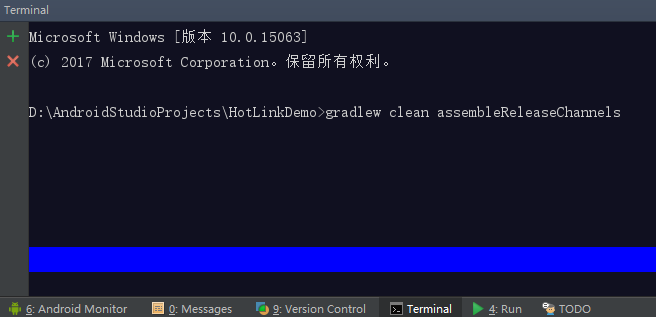 Terminal
Microsoft Windows [版本 10.0.15063]
(c) 2017 Microsoft Corporation。保留所有权利。
D:\AndroidStudioProjects\HotLinkDemo>gradlew clean assembleReleaseChannels
6: Android Monitor 0: Messages 9: Version Control Terminal 4: Run TODO